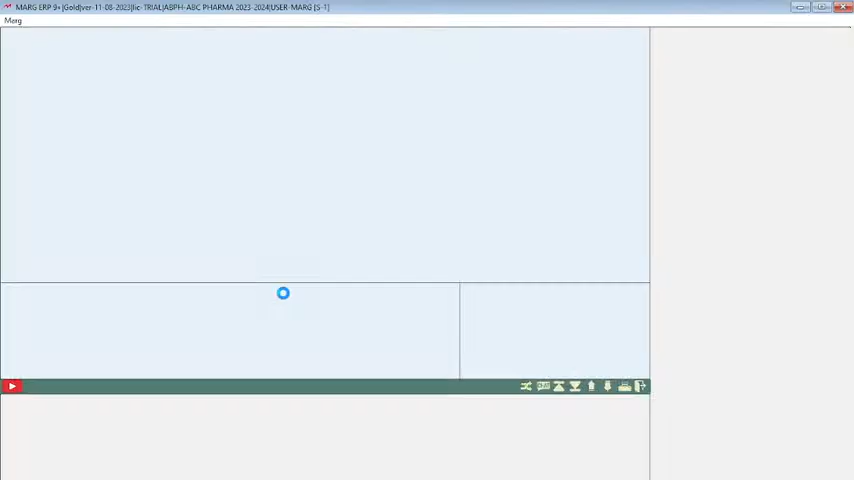 MARG ERP 9+|Gold|ver-11-08-2023|lic-TRIAL|ABPH-ABC PHARMA 2023-2024|USER-MARG [S-1]
Marg